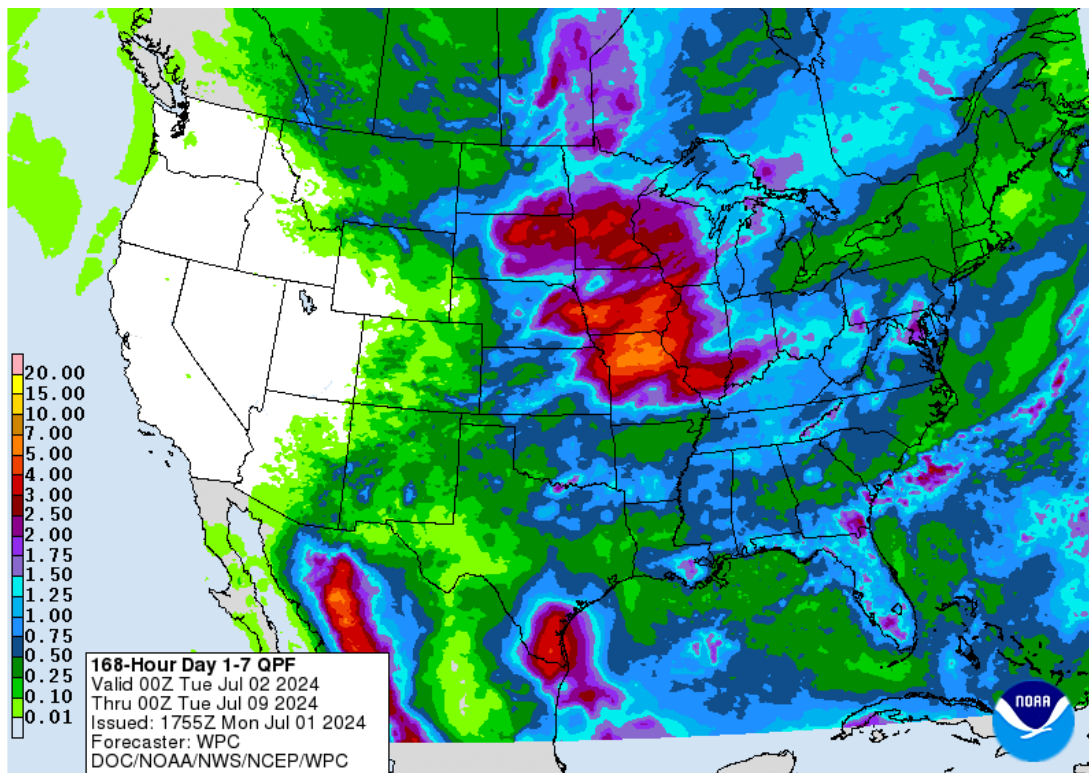 20.00
15.00
10.00
7.00
5.00
4.00
3.00
2.50
2.00
1.75
1.50
1.25
1.00
0.75
0.50
0.25
0.10
0.01
168-Hour Day 1-7 QPF
Valid 00Z Tue Jul 02 2024
Thru 00Z Tue Jul 09 2024
Issued: 1755Z Mon Jul 01 2024
Forecaster: WPC
DOC/NOAA/NWS/NCEP/WPC
NOAA